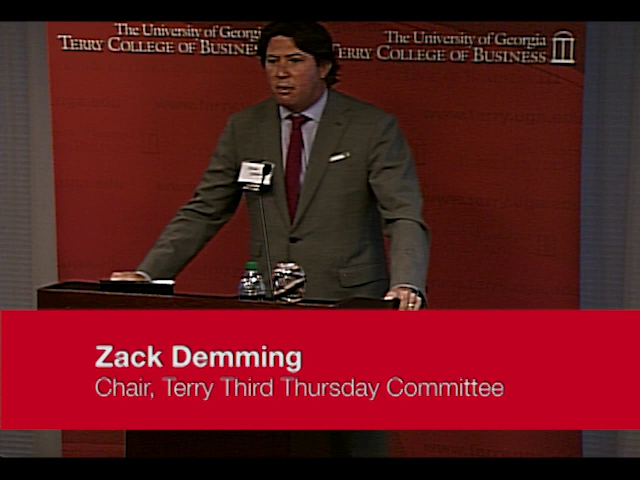 The University of Georgia
TERRY COLLEGE OF BUSINESS
The University of Georgia
TERRY COLLEGE OF BUSINESS
Zack Demming
Chair, Terry Third Thursday Committee